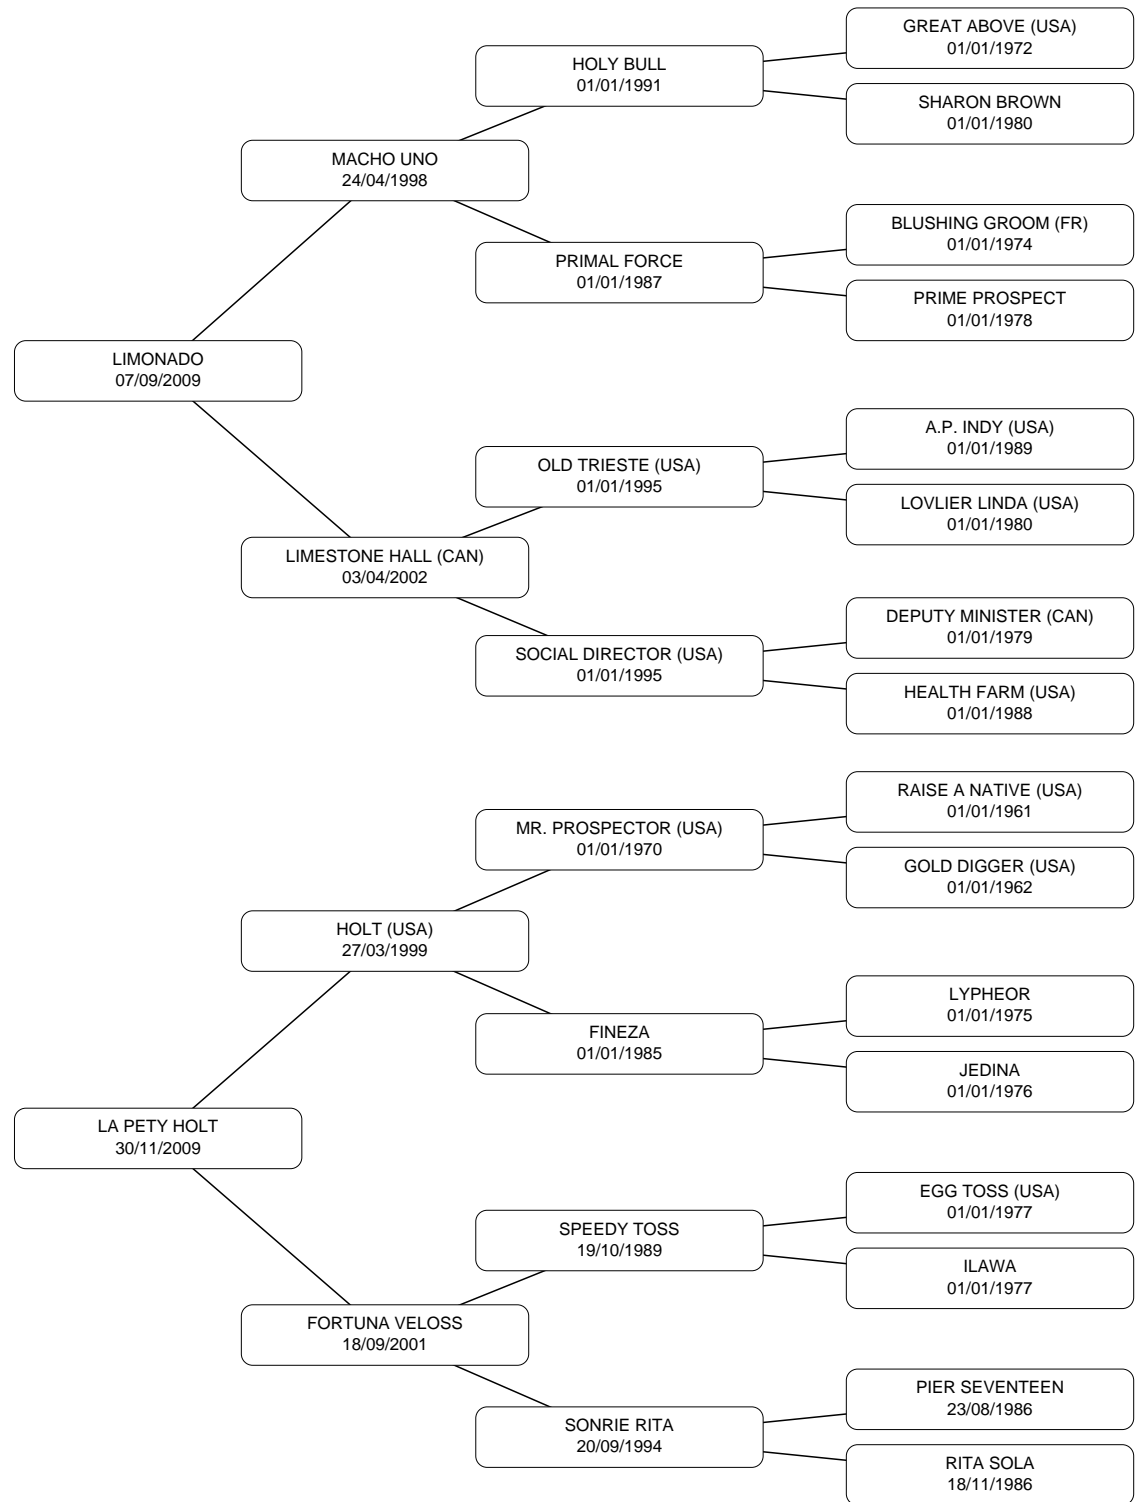 GREAT ABOVE (USA)
01/01/1972
HOLY BULL
01/01/1991
SHARON BROWN
01/01/1980
MACHO UNO
24/04/1998
BLUSHING GROOM (FR)
01/01/1974
PRIMAL FORCE
01/01/1987
PRIME PROSPECT
01/01/1978
LIMONADO
07/09/2009
A.P. INDY (USA)
01/01/1989
OLD TRIESTE (USA)
01/01/1995
LOVLIER LINDA (USA)
01/01/1980
LIMESTONE HALL (CAN)
03/04/2002
DEPUTY MINISTER (CAN)
01/01/1979
SOCIAL DIRECTOR (USA)
01/01/1995
HEALTH FARM (USA)
01/01/1988
RAISE A NATIVE (USA)
01/01/1961
MR. PROSPECTOR (USA)
01/01/1970
GOLD DIGGER (USA)
01/01/1962
HOLT (USA)
27/03/1999
LYPHEOR
01/01/1975
FINEZA
01/01/1985
JEDINA
01/01/1976
LA PETY HOLT
30/11/2009
EGG TOSS (USA)
01/01/1977
SPEEDY TOSS
19/10/1989
ILAWA
01/01/1977
FORTUNA VELOSS
18/09/2001
PIER SEVENTEEN
23/08/1986
SONRIE RITA
20/09/1994
RITA SOLA
18/11/1986